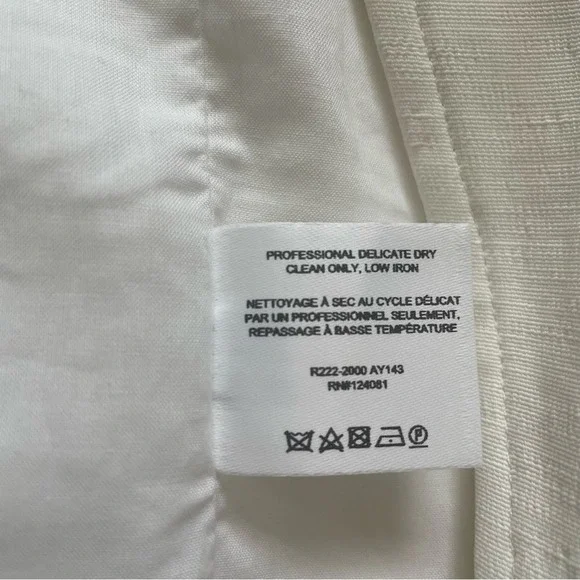 PROFESSIONAL DELICATE DRY
CLEAN ONLY, LOW IRON
NETTOYAGE À SEC AU CYCLE DÉLICAT
PAR UN PROFESSIONNEL SEULEMENT,
REPASSAGE À BASSE TEMPÉRATURE
R222-2000 AY143
RN#124081
P